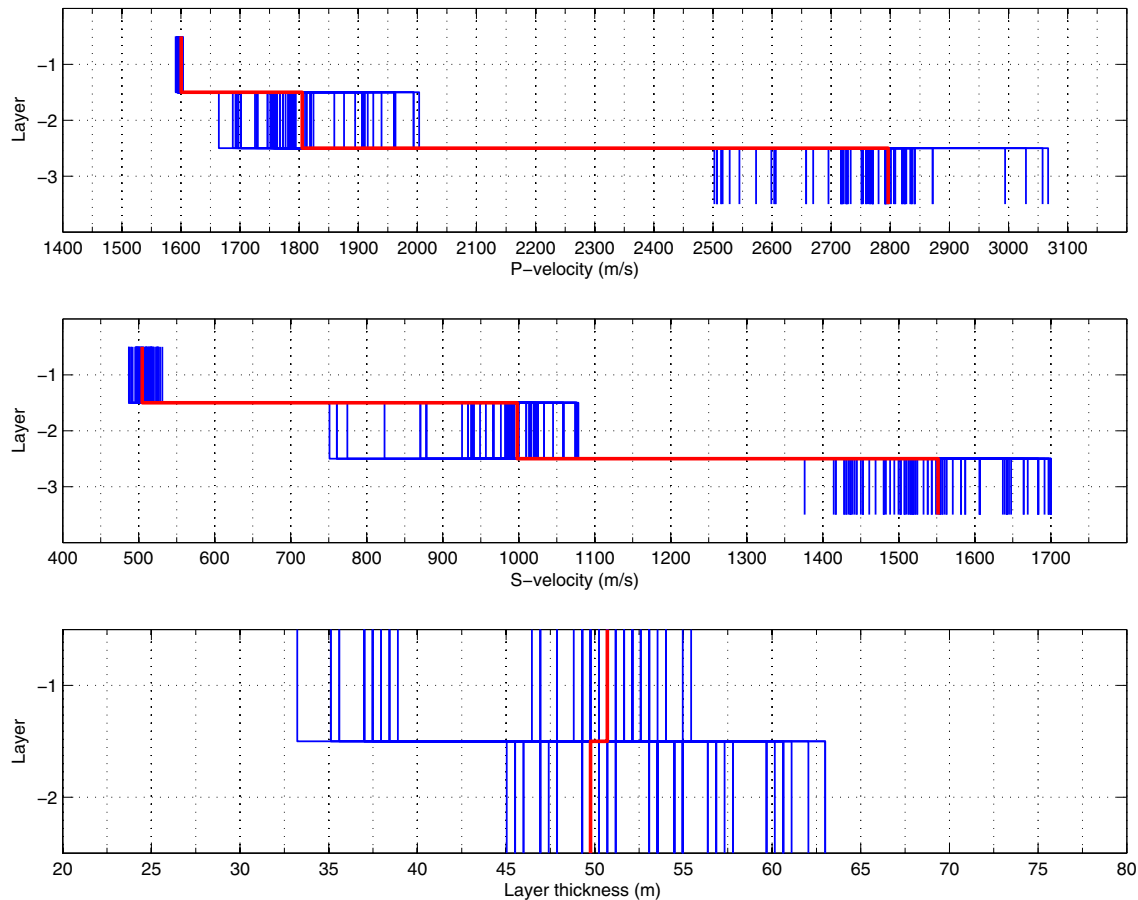 −1
−2
−3
Layer
1400 1500 1600 1700 1800 1900 2000 2100 2200 2300 2400 2500 2600 2700 2800 2900 3000 3100
P−velocity (m/s)
−1
−2
−3
Layer
400 500 600 700 800 900 1000 1100 1200 1300 1400 1500 1600 1700
S−velocity (m/s)
−1
−2
Layer
20 25 30 35 40 45 50 55 60 65 70 75 80
Layer thickness (m)